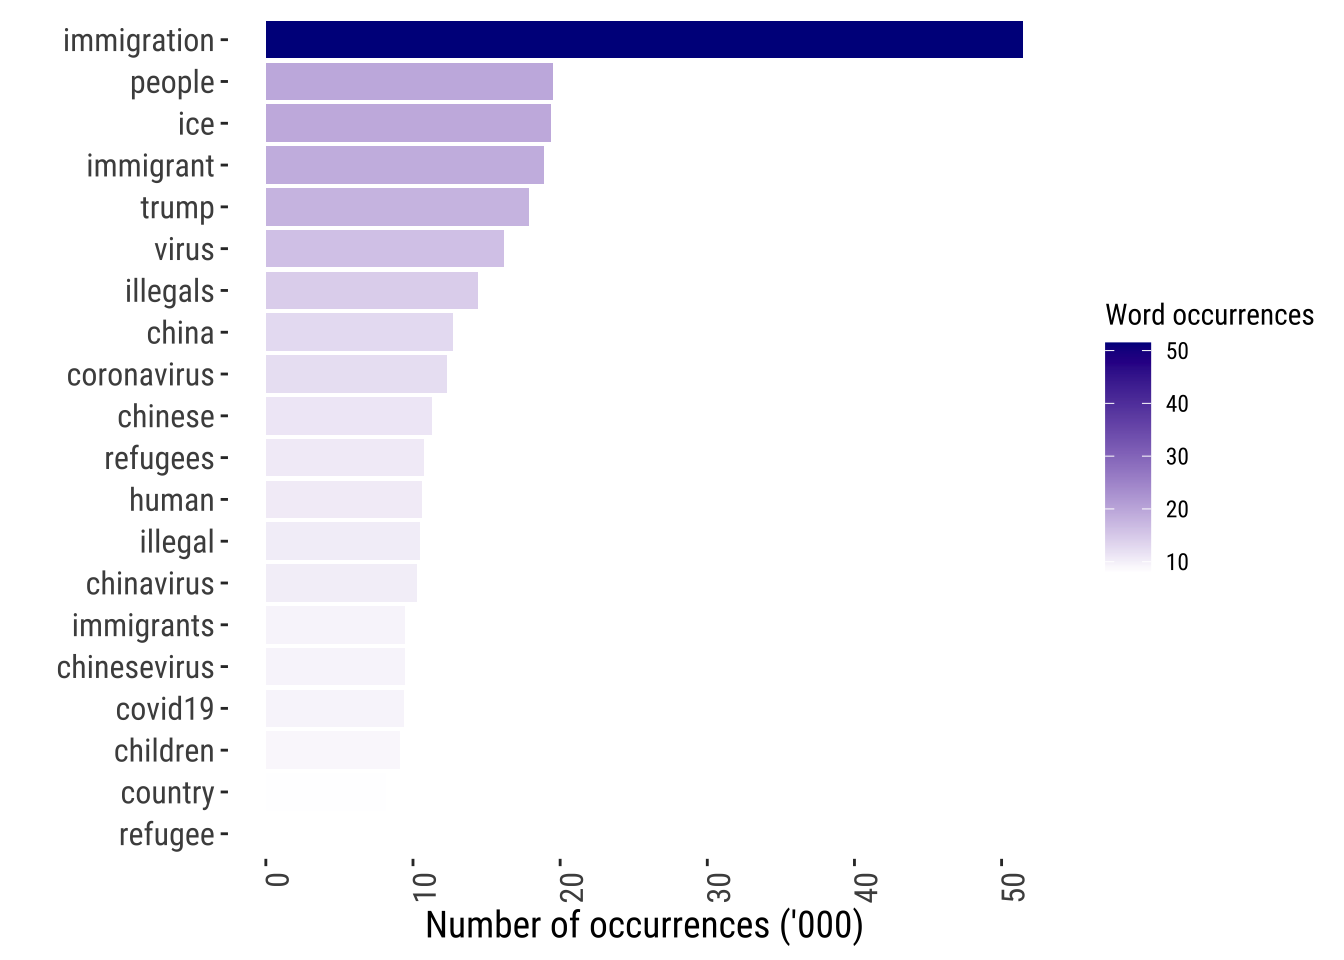 immigration
people
ice
immigrant
trump
virus
illegals
china
coronavirus
chinese
refugees
human
illegal
chinavirus
immigrants
chinesevirus
covid19
children
country
refugee
0 10 20 30 40 50
Number of occurrences ('000)
Word occurrences
50
40
30
20
10